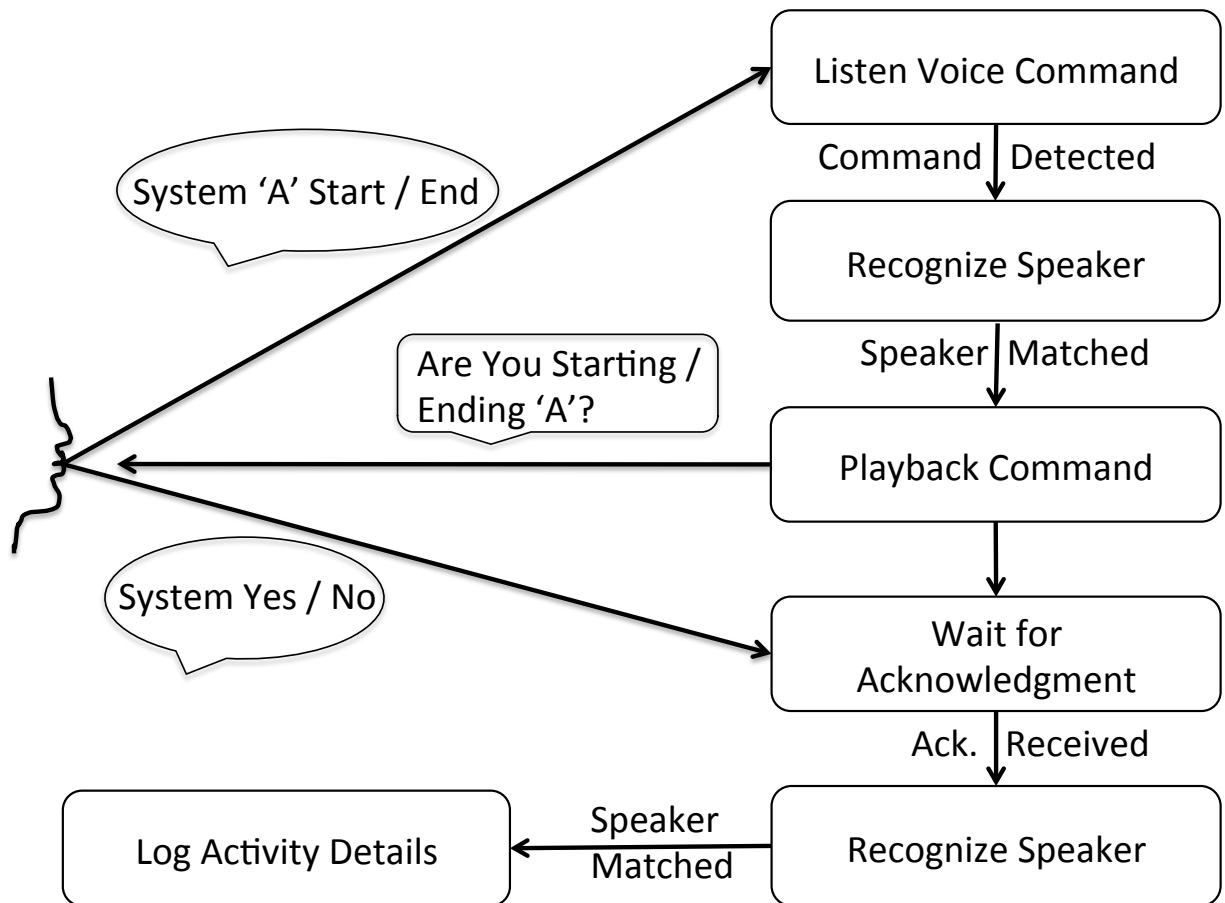 Listen Voice Command
Command Detected
System ‘A’ Start / End
Recognize Speaker
Speaker Matched
Are You Starting /
Ending ‘A’?
Playback Command
System Yes / No
Wait for
Acknowledgment
Ack. Received
Recognize Speaker
Speaker
Matched
Log Activity Details